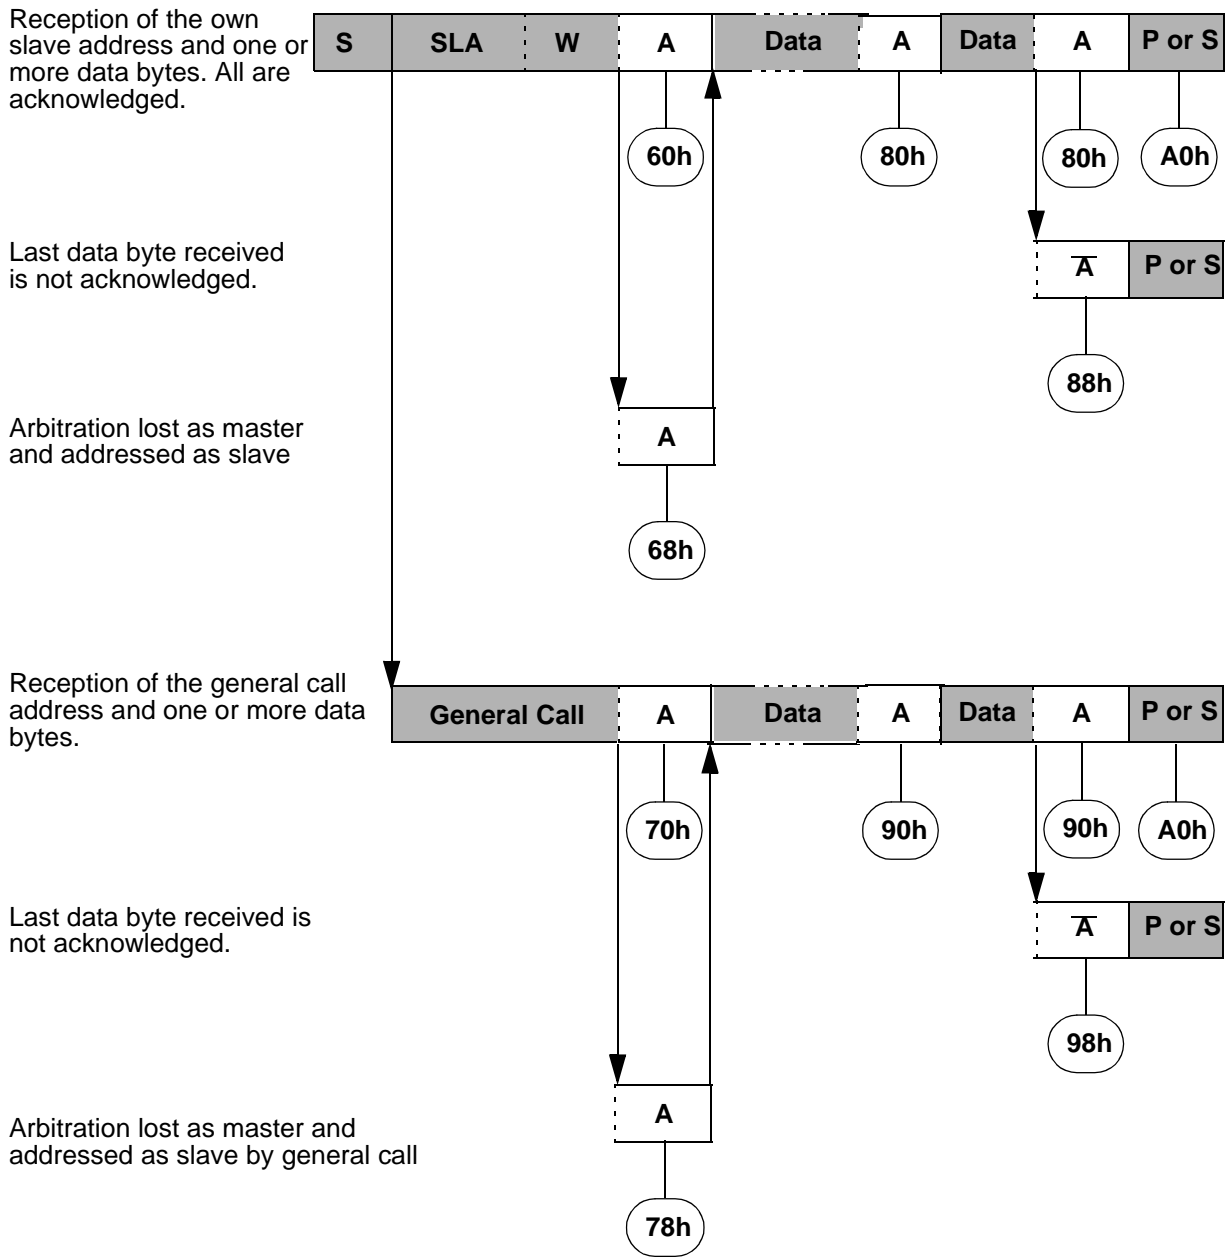 Reception of the own
slave address and one or
more data bytes. All are
acknowledged.
S SLA W A Data A Data A P or S
60h 80h 80h A0h
Last data byte received
is not acknowledged.
A̅ P or S
88h
Arbitration lost as master
and addressed as slave
A
68h
Reception of the general call
address and one or more data
bytes.
General Call A Data A Data A P or S
70h 90h 90h A0h
Last data byte received is
not acknowledged.
A̅ P or S
98h
Arbitration lost as master and
addressed as slave by general call
A
78h